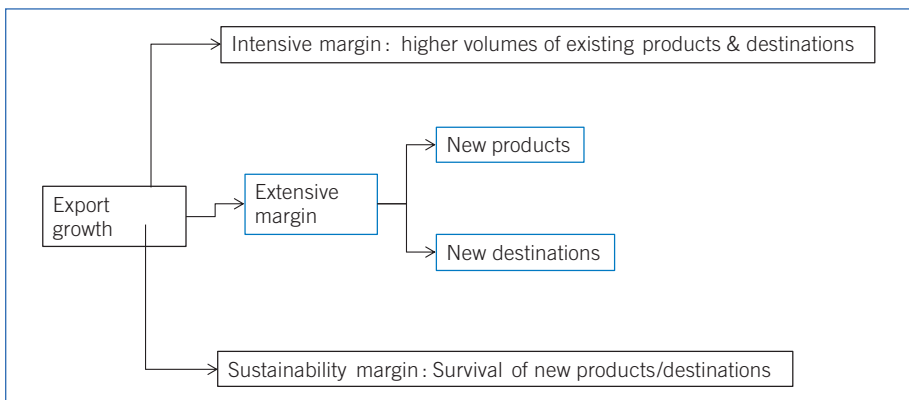 Intensive margin : higher volumes of existing products & destinations
New products
Extensive
margin
Export
growth
New destinations
Sustainability margin : Survival of new products/destinations